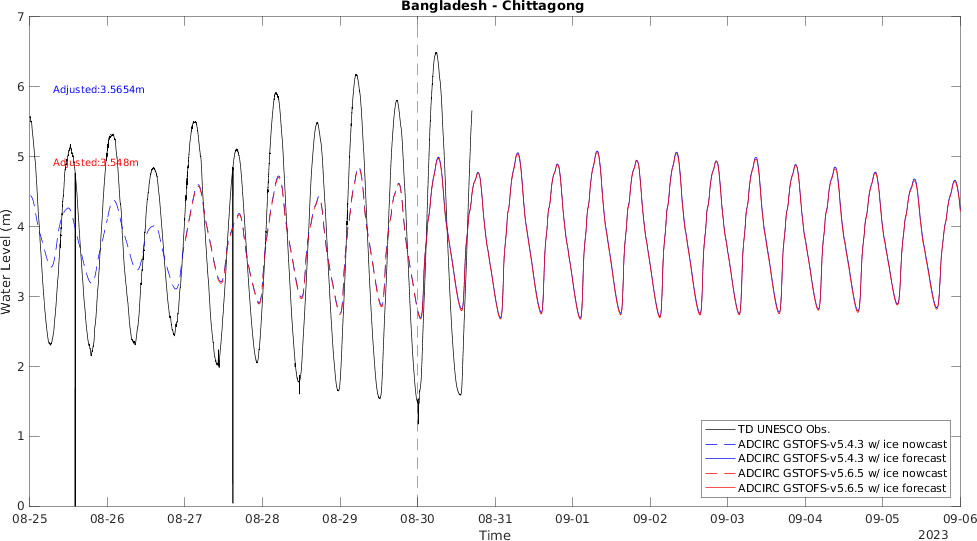 Bangladesh - Chittagong
7
6
5
4
3
2
1
0
Water Level (m)
Adjusted:3.5654m
Adjusted:3.548m
TD UNESCO Obs.
ADCIRC GSTOFS-v5.4.3 w/ ice nowcast
ADCIRC GSTOFS-v5.4.3 w/ ice forecast
ADCIRC GSTOFS-v5.6.5 w/ ice nowcast
ADCIRC GSTOFS-v5.6.5 w/ ice forecast
08-25 08-26 08-27 08-28 08-29 08-30 08-31 09-01 09-02 09-03 09-04 09-05 09-06
Time
2023